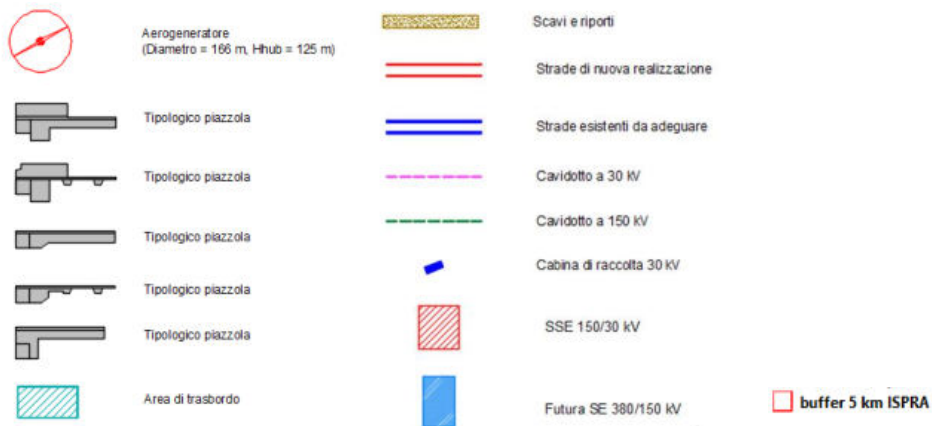 Aerogeneratore
(Diametro = 166 m, Hhub = 125 m)
Tipologico piazzola
Tipologico piazzola
Tipologico piazzola
Tipologico piazzola
Tipologico piazzola
Area di trasbordo
Scavi e riporti
Strade di nuova realizzazione
Strade esistenti da adeguare
Cavidotto a 30 kV
Cavidotto a 150 kV
Cabina di raccolta 30 kV
SSE 150/30 kV
Futura SE 380/150 kV
buffer 5 km ISPRA